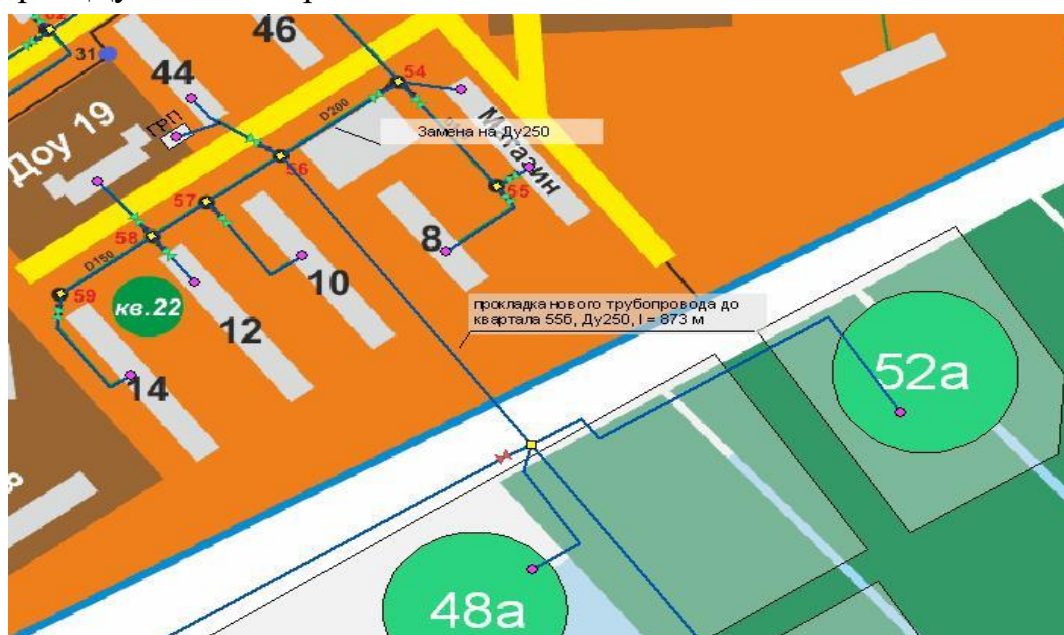 62
46
31
44
54
D200
Замена на Ду250
Магазин
ГРП
Доу 19
56
55
57
8
58
D150
10
59
кв.22
12
прокладка нового трубопровода до
квартала 55б, Ду250, l = 873 м
14
52а
48а